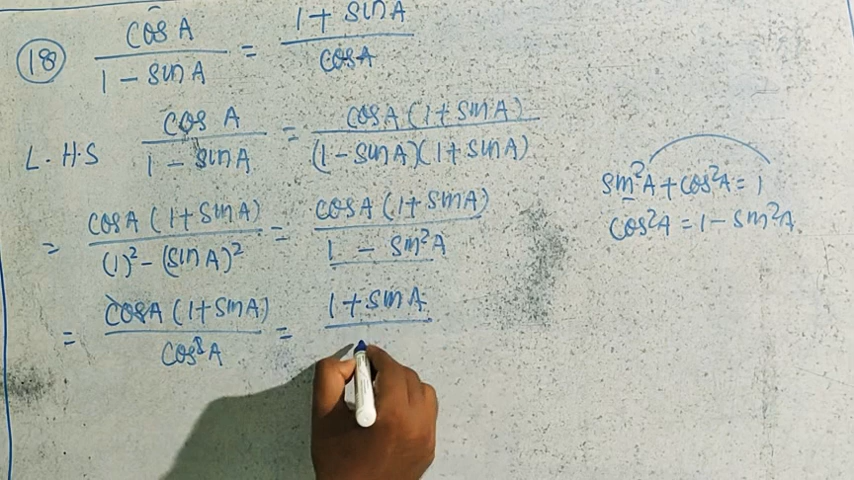 (18) cos A / 1 - sin A = 1 + sin A / cos A
L.H.S cos A / 1 - sin A = cos A (1 + sin A) / (1 - sin A)(1 + sin A)
= cos A (1 + sin A) / (1)² - (sin A)² = cos A (1 + sin A) / 1 - sin²A
= cos A (1 + sin A) / cos²A = 1 + sin A
sin²A + cos²A = 1
cos²A = 1 - sin²A